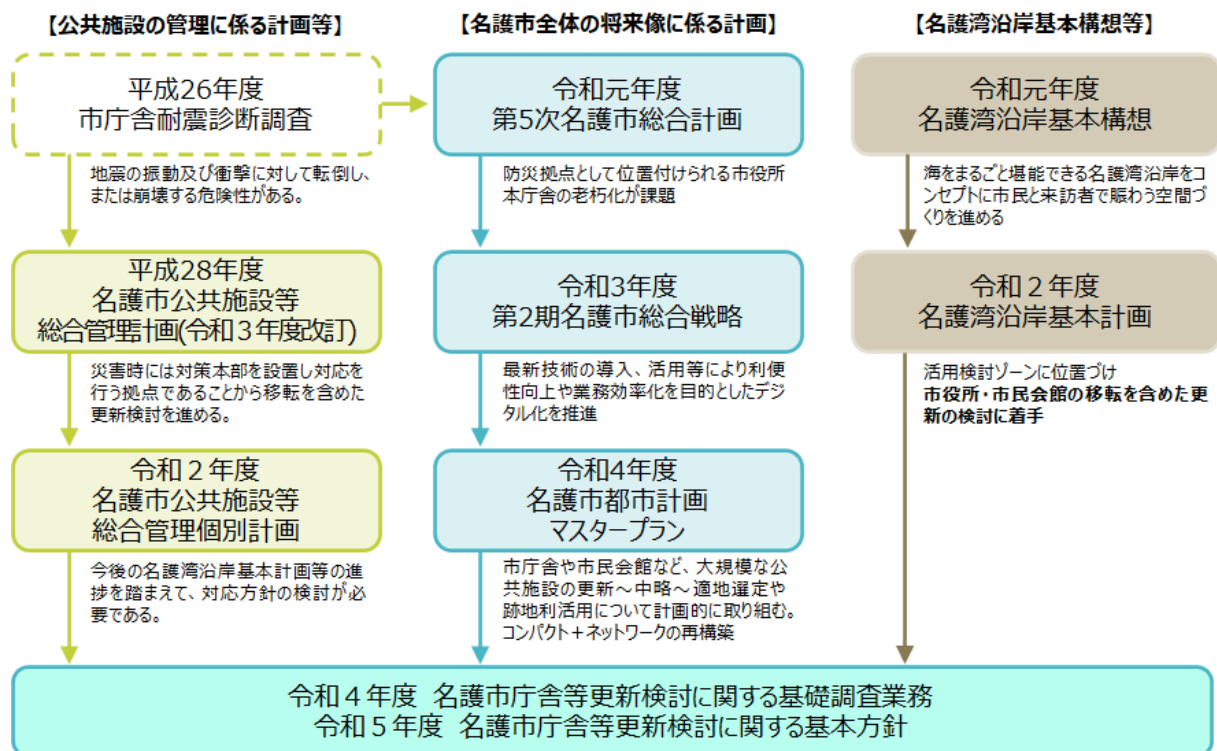 【公共施設の管理に係る計画等】
平成26年度
市庁舎耐震診断調査
地震の振動及び衝撃に対して転倒し、
または崩壊する危険性がある。
平成28年度
名護市公共施設等
総合管理計画(令和３年度改訂)
災害時には対策本部を設置し対応を
行う拠点であることから移転を含めた
更新検討を進める。
令和２年度
名護市公共施設等
総合管理個別計画
今後の名護湾沿岸基本計画等の進
捗を踏まえて、対応方針の検討が必
要である。
【名護市全体の将来像に係る計画】
令和元年度
第5次名護市総合計画
防災拠点として位置付けられる市役所
本庁舎の老朽化が課題
令和3年度
第2期名護市総合戦略
最新技術の導入、活用等により利便
性向上や業務効率化を目的としたデジ
タル化を推進
令和4年度
名護市都市計画
マスタープラン
市庁舎や市民会館など、大規模な公
共施設の更新～中略～適地選定や
跡地利活用について計画的に取り組む。
コンパクト＋ネットワークの再構築
【名護湾沿岸基本構想等】
令和元年度
名護湾沿岸基本構想
海をまるごと堪能できる名護湾沿岸をコ
ンセプトに市民と来訪者で賑わう空間づ
くりを進める
令和２年度
名護湾沿岸基本計画
活用検討ゾーンに位置づけ
市役所・市民会館の移転を含めた更
新の検討に着手
令和４年度 名護市庁舎等更新検討に関する基礎調査業務
令和５年度 名護市庁舎等更新検討に関する基本方針